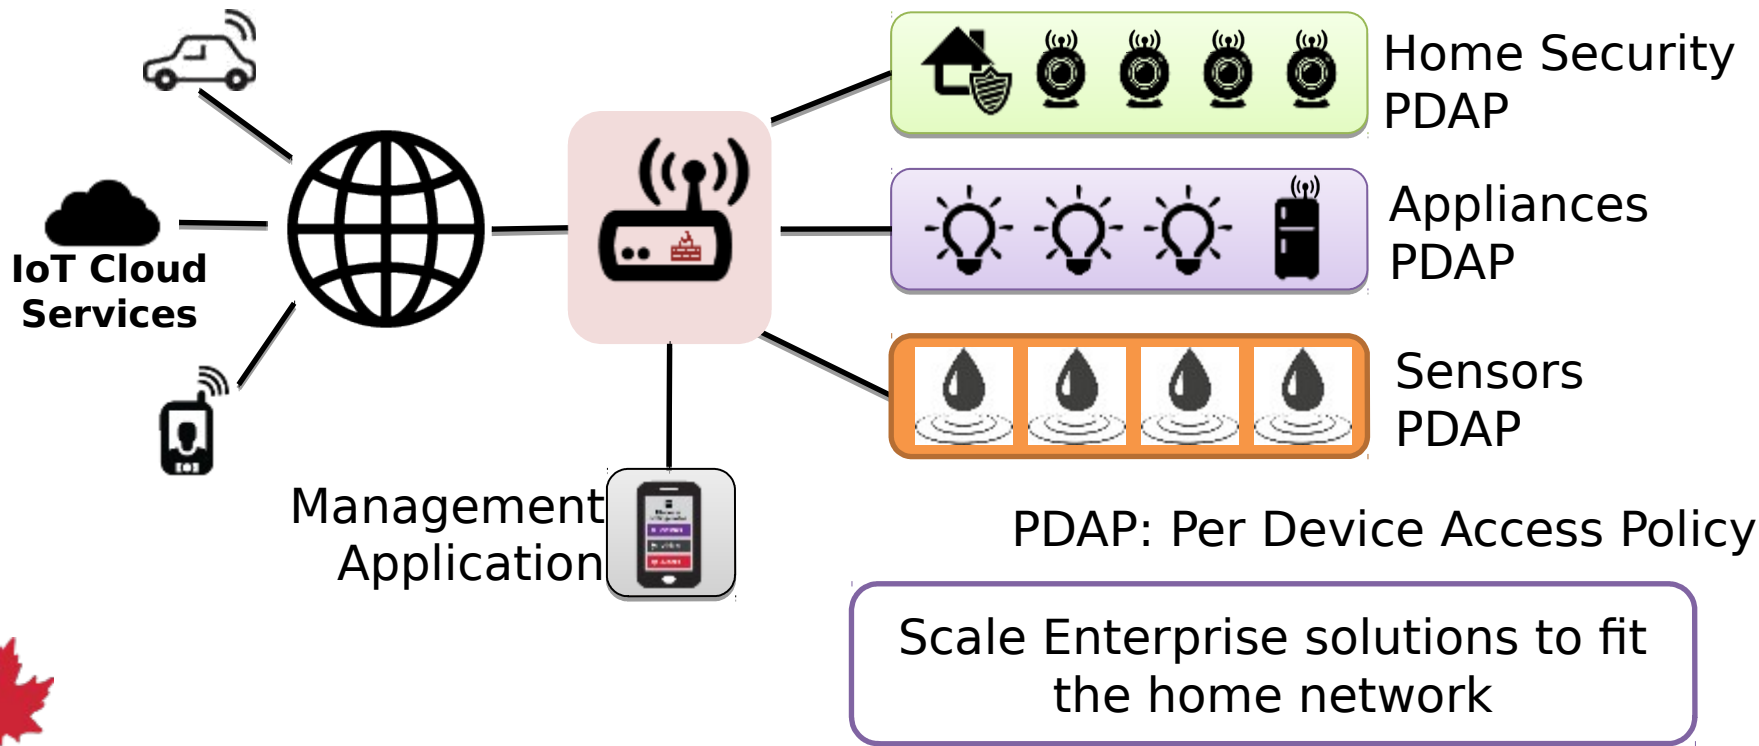 Home Security
PDAP
Appliances
PDAP
IoT Cloud
Services
Sensors
PDAP
Management
Application
PDAP: Per Device Access Policy
Scale Enterprise solutions to fit
the home network